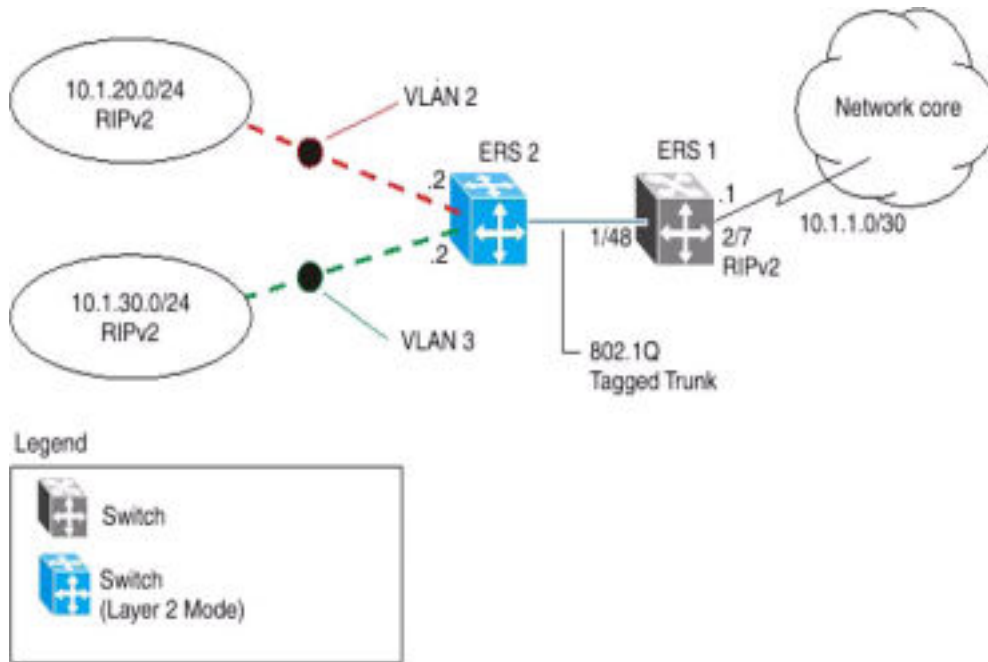 10.1.20.0/24
RIPv2
VLAN 2
ERS 2
ERS 1
Network core
.2
.1
1/48
2/7
10.1.1.0/30
RIPv2
.2
10.1.30.0/24
RIPv2
VLAN 3
802.1Q
Tagged Trunk
Legend
Switch
Switch
(Layer 2 Mode)